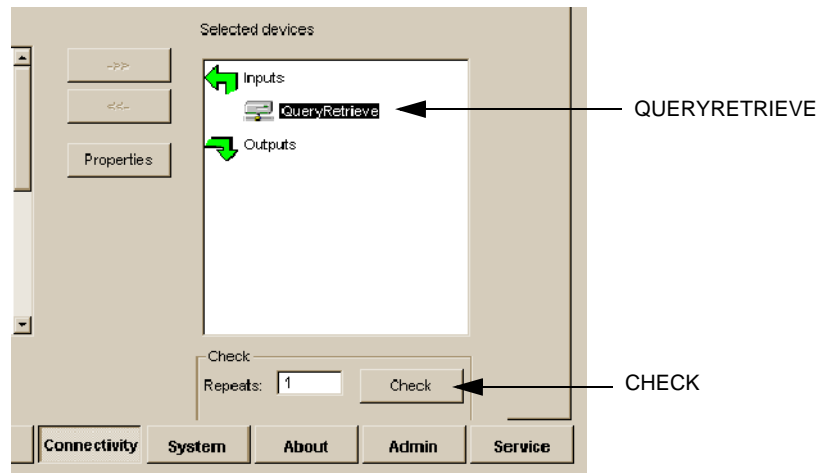 Selected devices
->>
Inputs
<<-
QueryRetrieve
QUERYRETRIEVE
Outputs
Properties
Check
Repeats: 1 Check
CHECK
Connectivity System About Admin Service